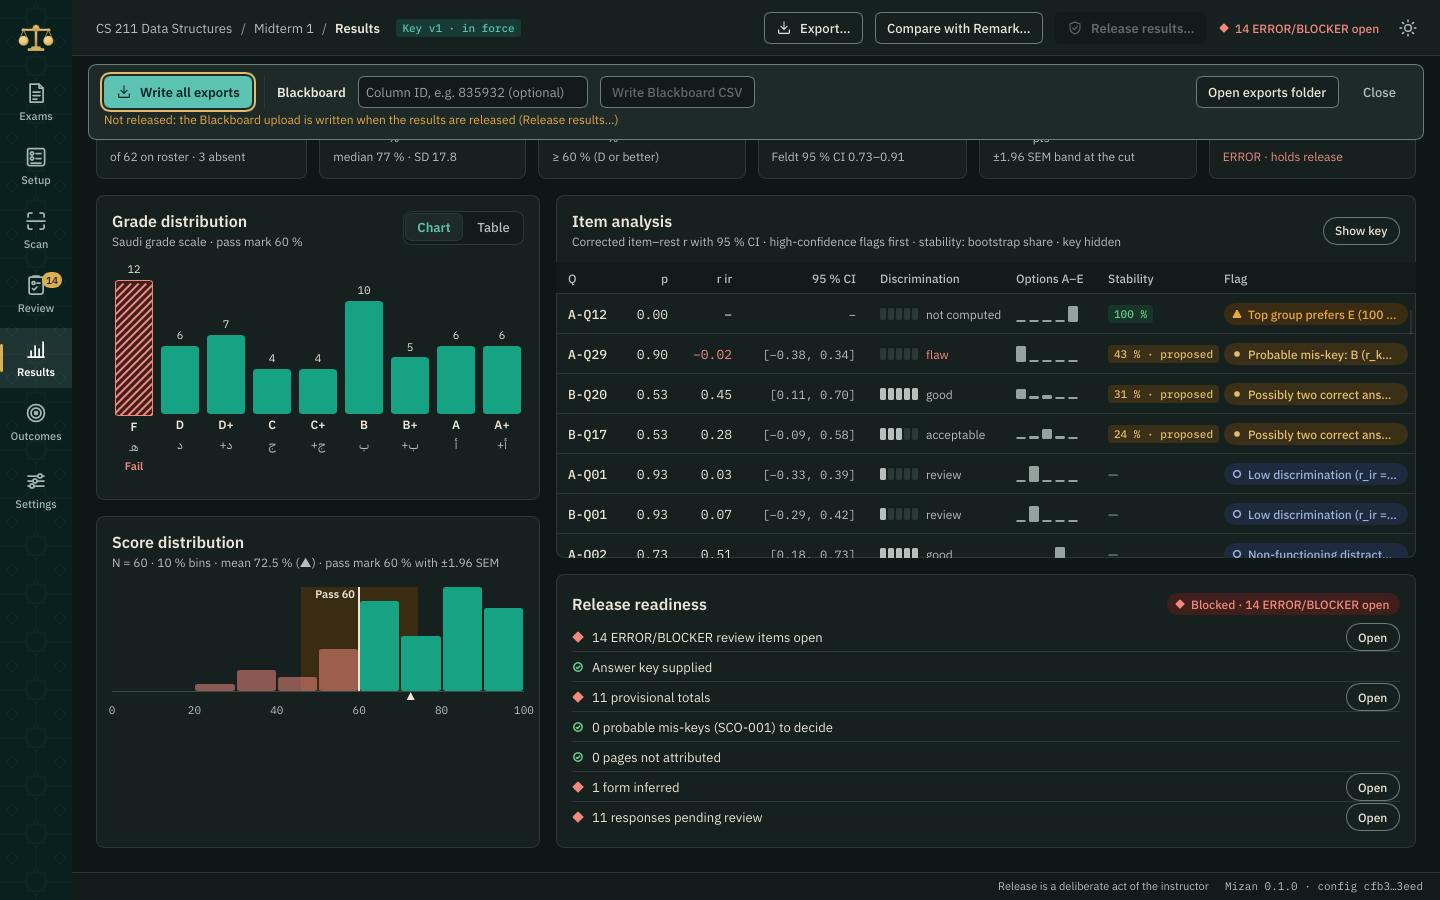 CS 211 Data Structures / Midterm 1 / Results Key v1 · in force
Export... Compare with Remark... Release results... 14 ERROR/BLOCKER open
Exams
Setup
Scan
14
Review
Results
Outcomes
Settings
Write all exports Blackboard Column ID, e.g. 835932 (optional) Write Blackboard CSV Open exports folder Close
Not released: the Blackboard upload is written when the results are released (Release results...)
of 62 on roster · 3 absent
median 77 % · SD 17.8
≥ 60 % (D or better)
Feldt 95 % CI 0.73–0.91
±1.96 SEM band at the cut
ERROR · holds release
Grade distribution
Saudi grade scale · pass mark 60 %
Chart Table
12 6 7 4 4 10 5 6 6
F D D+ C C+ B B+ A A+
هـ د د+ ج ج+ ب ب+ أ أ+
Fail
Score distribution
N = 60 · 10 % bins · mean 72.5 % (▲) · pass mark 60 % with ±1.96 SEM
Pass 60
0 20 40 60 80 100
Item analysis
Corrected item–rest r with 95 % CI · high-confidence flags first · stability: bootstrap share · key hidden
Show key
Q p r ir 95 % CI Discrimination Options A–E Stability Flag
A-Q12 0.00 – – not computed 100 % Top group prefers E (100 ...
A-Q29 0.90 −0.02 [−0.38, 0.34] flaw 43 % · proposed Probable mis-key: B (r_k...
B-Q20 0.53 0.45 [0.11, 0.70] good 31 % · proposed Possibly two correct ans...
B-Q17 0.53 0.28 [−0.09, 0.58] acceptable 24 % · proposed Possibly two correct ans...
A-Q01 0.93 0.03 [−0.33, 0.39] review — Low discrimination (r_ir =...
B-Q01 0.93 0.07 [−0.29, 0.42] review — Low discrimination (r_ir =...
A-Q02 0.73 0.51 [0.18, 0.73] good — Non-functioning distract...
Release readiness
Blocked · 14 ERROR/BLOCKER open
14 ERROR/BLOCKER review items open Open
Answer key supplied
11 provisional totals Open
0 probable mis-keys (SCO-001) to decide
0 pages not attributed
1 form inferred Open
11 responses pending review Open
Release is a deliberate act of the instructor Mizan 0.1.0 · config cfb3…3eed